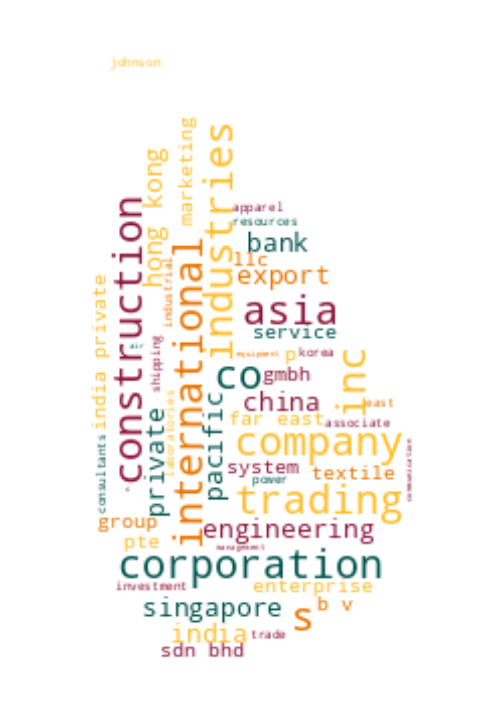 johnson
marketing
industries
hong kong
construction
apparel
resources
bank
llc
export
international
industrial
india private
asia
service
air
shipping
equipment
p
korea
co
gmbh
inc
china
east
laboratories
pacific
private
far east
associate
consultants
company
communication
system
textile
power
trading
group
engineering
pte
management
corporation
investment
enterprise
singapore
s
b v
india
trade
sdn bhd